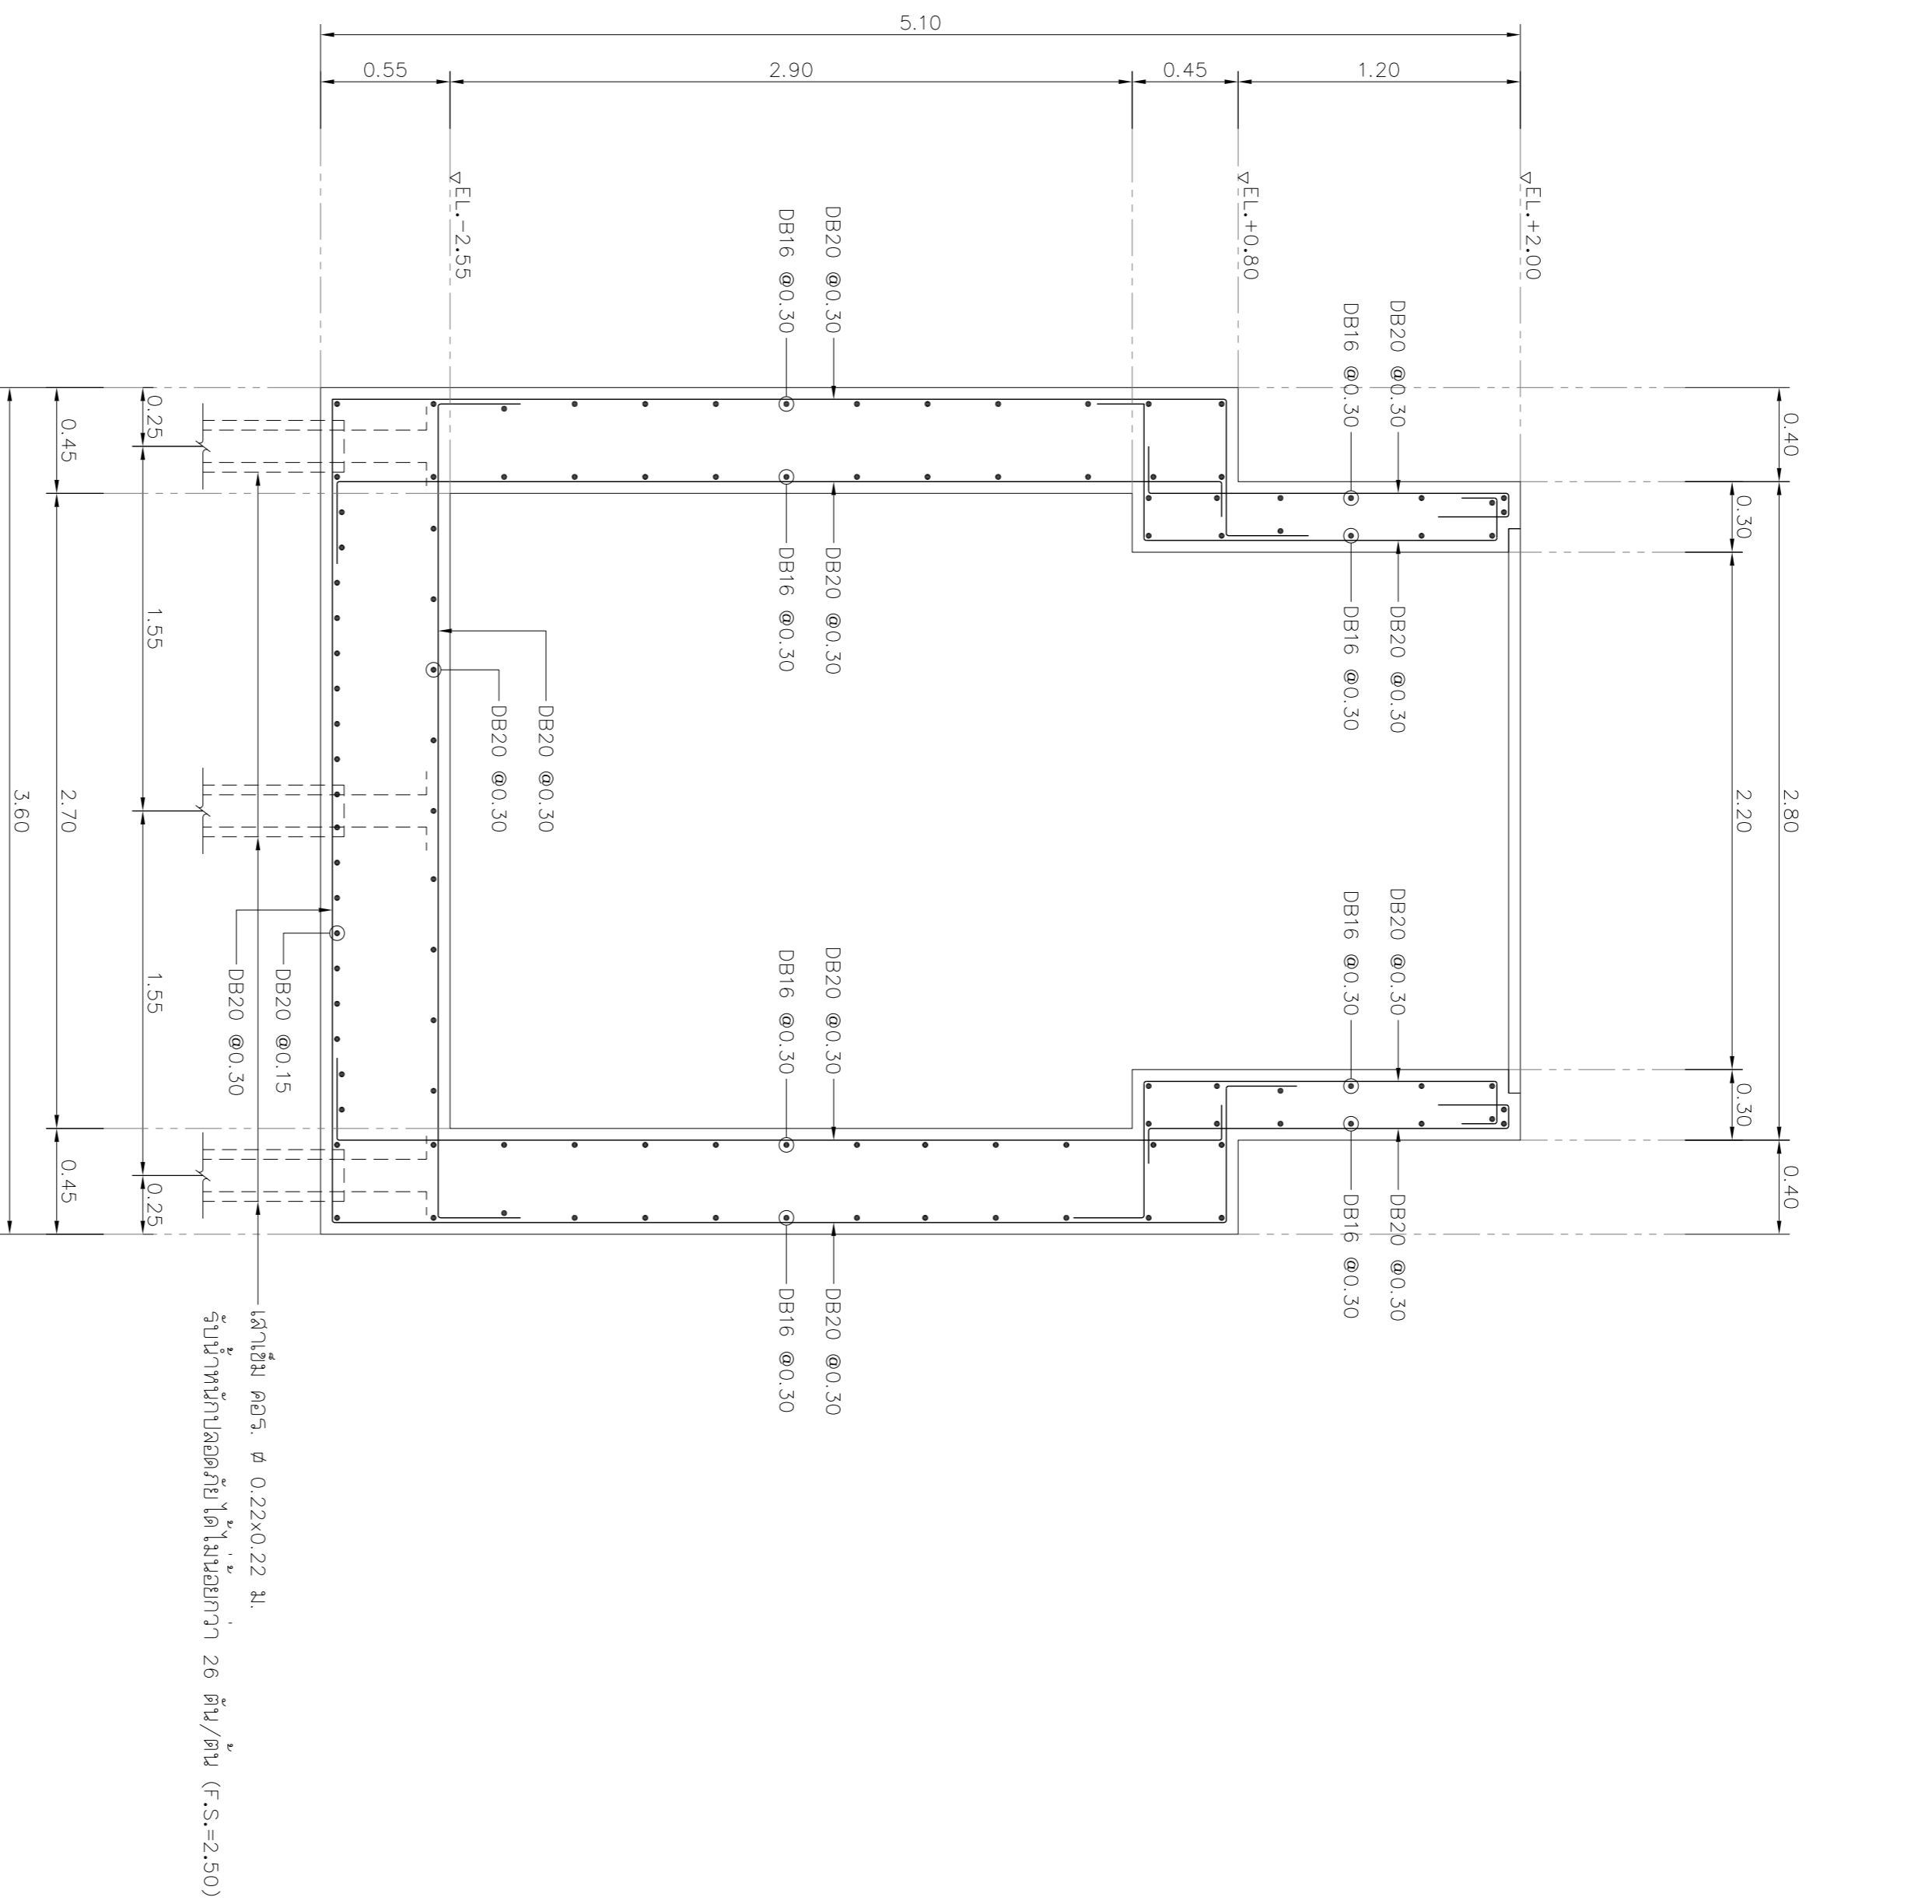 0.40 2.80 0.40
0.30 2.20 0.30
▽EL.+2.00
DB20 @0.30 DB20 @0.30 DB20 @0.30 DB20 @0.30
1.20
DB16 @0.30 DB16 @0.30 DB16 @0.30 DB16 @0.30
▽EL.+0.80
0.45
5.10
DB20 @0.30 DB20 @0.30 DB20 @0.30 DB20 @0.30
2.90
DB16 @0.30 DB16 @0.30 DB16 @0.30 DB16 @0.30
DB20 @0.30
DB20 @0.30
▽EL.-2.55
0.55
DB20 @0.15
DB20 @0.30
เสาเข็ม คอร. ⌀ 0.22x0.22 ม.
รับน้ำหนักปลอดภัยได้ไม่น้อยกว่า 26 ตัน/ต้น (F.S.=2.50)
0.25 1.55 1.55 0.25
0.45 2.70 0.45
3.60